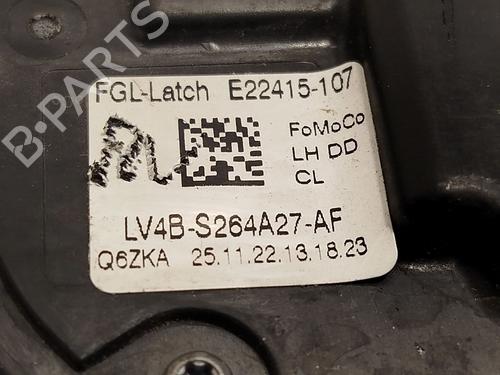 FGL-Latch E22415-107
RL
FoMoCo
LH DD
CL
LV4B-S264A27-AF
Q6ZKA 25.11.22.13.18.23
B-Parts